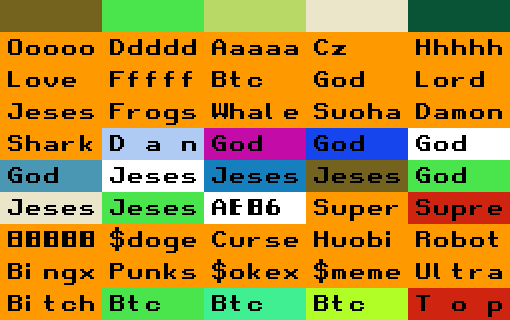 Ooooo Ddddd Aaaaa Cz Hhhhh
Love Fffff Btc God Lord
Jeses Frogs Whale Suoha Damon
Shark D a n God God God
God Jeses Jeses Jeses God
Jeses Jeses AE86 Super Supre
88888 $doge Curse Huobi Robot
Bingx Punks $okex $meme Ultra
Bitch Btc Btc Btc T o p